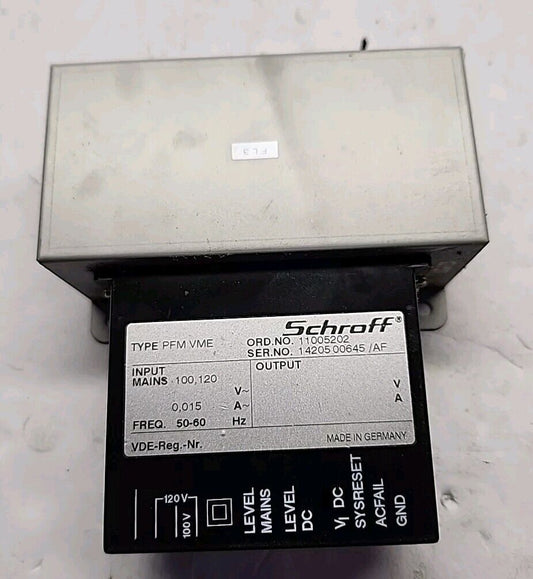 FL3
Schroff®
TYPE PFM VME
ORD.NO. 11005202
SER.NO. 14205 00645 /AF
INPUT
MAINS 100,120
V~
0,015 A~
FREQ. 50-60 Hz
VDE-Reg.-Nr.
OUTPUT
V
A
MADE IN GERMANY
120V
100V
LEVEL
MAINS
LEVEL
DC
VI DC
SYSRESET
ACFAIL
GND